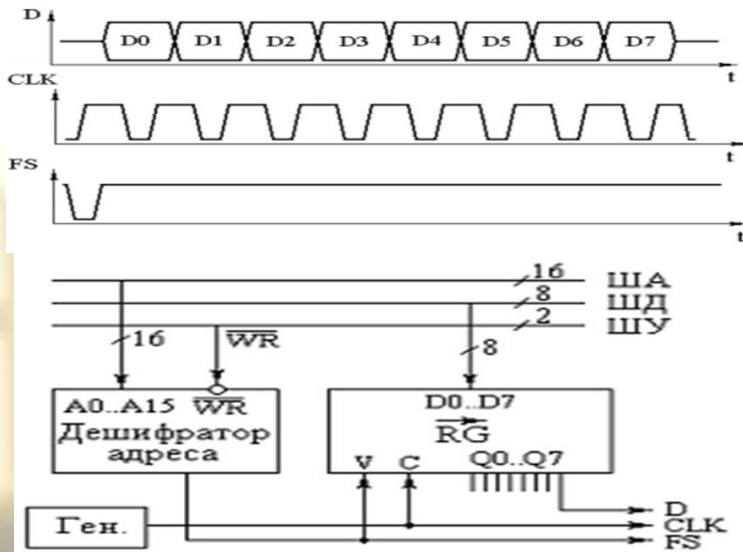 D
D0 D1 D2 D3 D4 D5 D6 D7
t
CLK
t
FS
t
16 ША
8 ШД
2 ШУ
16 WR 8
A0..A15 WR
Дешифратор
адреса
D0..D7
RG
V C Q0..Q7
Ген.
D
CLK
FS